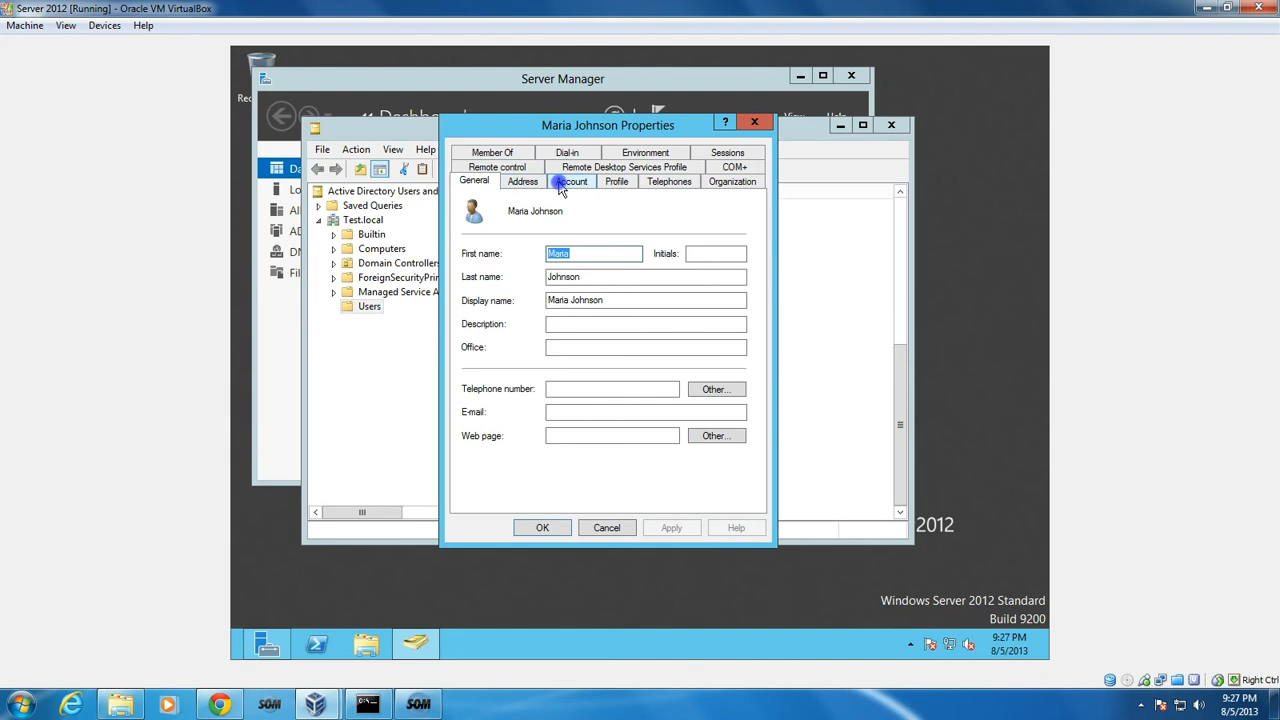 Server 2012 [Running] - Oracle VM VirtualBox
Machine View Devices Help
Server Manager
Maria Johnson Properties
File Action View Help
Active Directory Users and Comput
Saved Queries
Test.local
Builtin
Computers
Domain Controllers
ForeignSecurityPrin
Managed Service A
Users
Member Of Dial-in Environment Sessions
Remote control Remote Desktop Services Profile COM+
General Address Account Profile Telephones Organization
Maria Johnson
First name: Maria Initials:
Last name: Johnson
Display name: Maria Johnson
Description:
Office:
Telephone number: Other...
E-mail:
Web page: Other...
OK Cancel Apply Help
2012
Windows Server 2012 Standard
Build 9200
9:27 PM
8/5/2013
Right Ctrl
SOM SOM
9:27 PM
8/5/2013